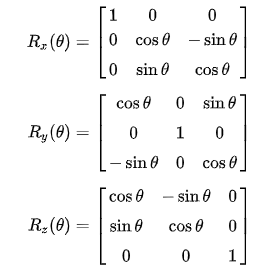 R_x(θ) = [ 1 0 0
0 cos θ − sin θ
0 sin θ cos θ ]
R_y(θ) = [ cos θ 0 sin θ
0 1 0
− sin θ 0 cos θ ]
R_z(θ) = [ cos θ − sin θ 0
sin θ cos θ 0
0 0 1 ]